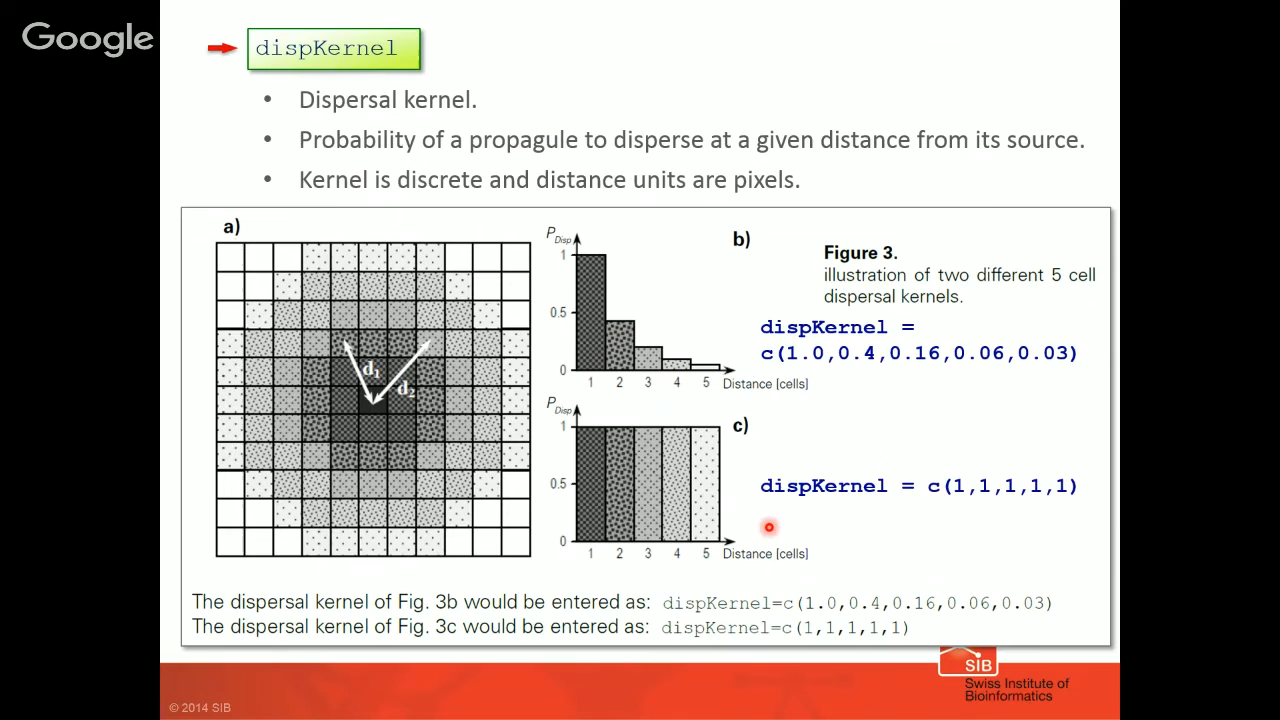 Google
dispKernel
• Dispersal kernel.
• Probability of a propagule to disperse at a given distance from its source.
• Kernel is discrete and distance units are pixels.
a)
d1
d2
b)
PDisp
1
0.5
0
1 2 3 4 5 Distance [cells]
Figure 3.
illustration of two different 5 cell
dispersal kernels.
dispKernel =
c(1.0,0.4,0.16,0.06,0.03)
c)
PDisp
1
0.5
0
1 2 3 4 5 Distance [cells]
dispKernel = c(1,1,1,1,1)
The dispersal kernel of Fig. 3b would be entered as: dispKernel=c(1.0,0.4,0.16,0.06,0.03)
The dispersal kernel of Fig. 3c would be entered as: dispKernel=c(1,1,1,1,1)
SIB
Swiss Institute of
Bioinformatics
© 2014 SIB